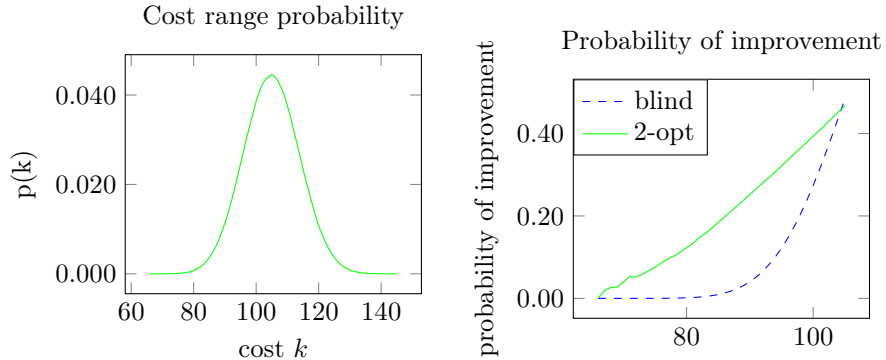 Cost range probability
p(k)
0.040
0.020
0.000
60 80 100 120 140
cost k
Probability of improvement
probability of improvement
blind
2-opt
0.40
0.20
0.00
80 100